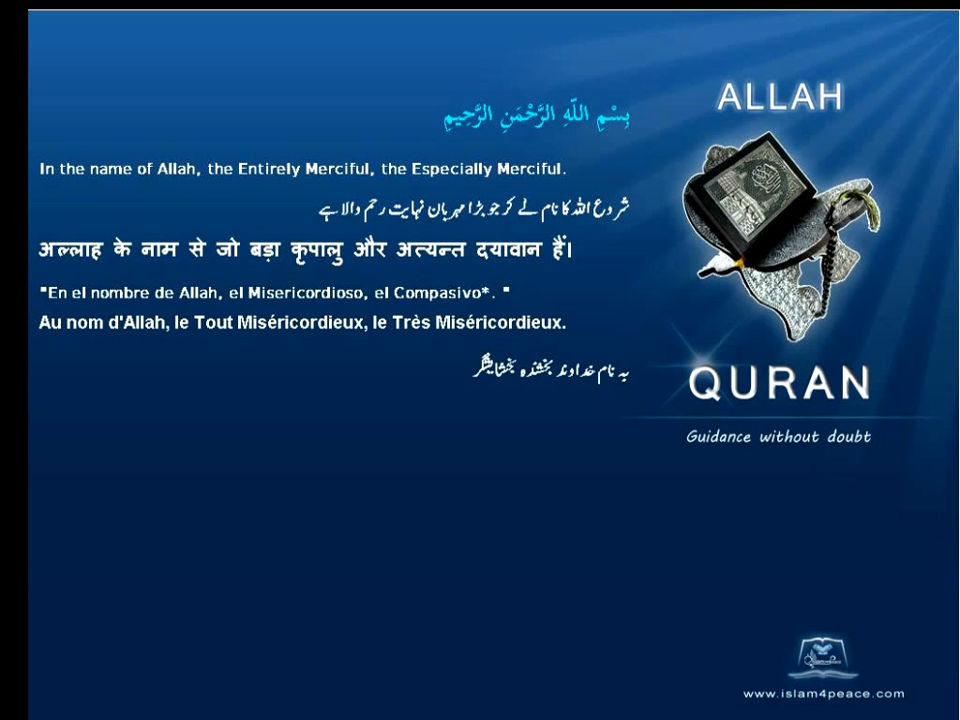 بِسْمِ اللّهِ الرَّحْمَنِ الرَّحِيمِ
In the name of Allah, the Entirely Merciful, the Especially Merciful.
شروع اللہ کا نام لے کر جو بڑا مہربان نہایت رحم والا ہے
अल्लाह के नाम से जो बड़ा कृपालु और अत्यन्त दयावान हैं।
"En el nombre de Allah, el Misericordioso, el Compasivo*. "
Au nom d'Allah, le Tout Miséricordieux, le Très Miséricordieux.
به نام خداوند بخشنده بخشایشگر
ALLAH
QURAN
Guidance without doubt
www.islam4peace.com